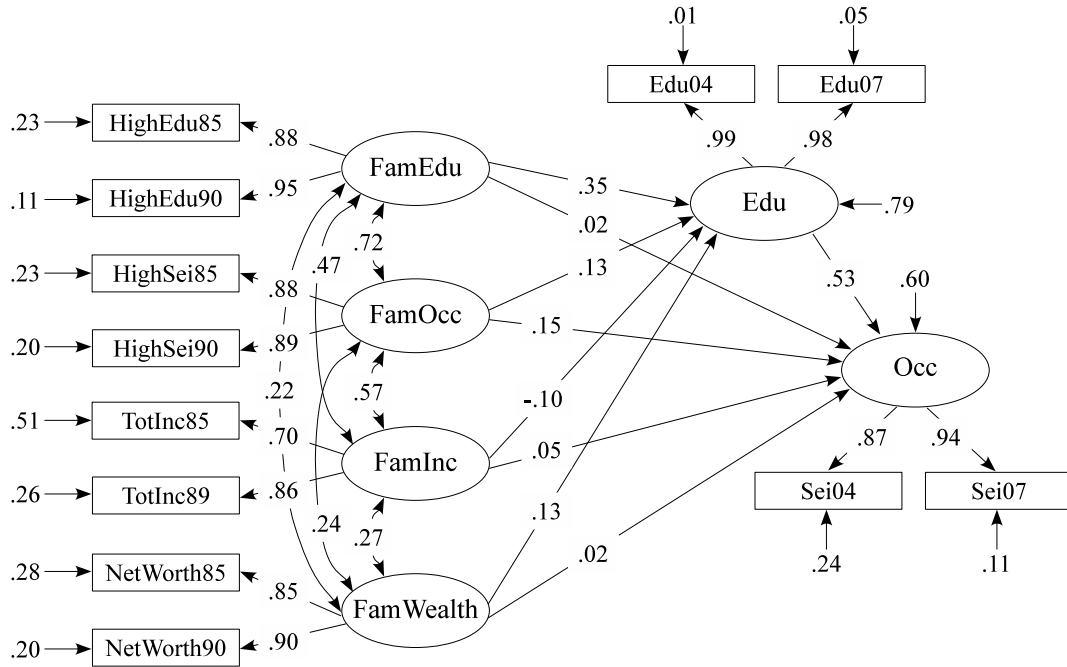 .01
.05
Edu04
Edu07
.23
HighEdu85
.88
.99
.98
FamEdu
.35
Edu
.79
.11
HighEdu90
.95
.02
.72
.13
.23
HighSei85
.47
.53
.60
.88
FamOcc
.15
.20
HighSei90
.89
Occ
.22
.57
-.10
.51
TotInc85
.70
.05
.87
.94
FamInc
.26
TotInc89
.86
Sei04
Sei07
.24
.27
.13
.02
.24
.11
.28
NetWorth85
.85
FamWealth
.20
NetWorth90
.90